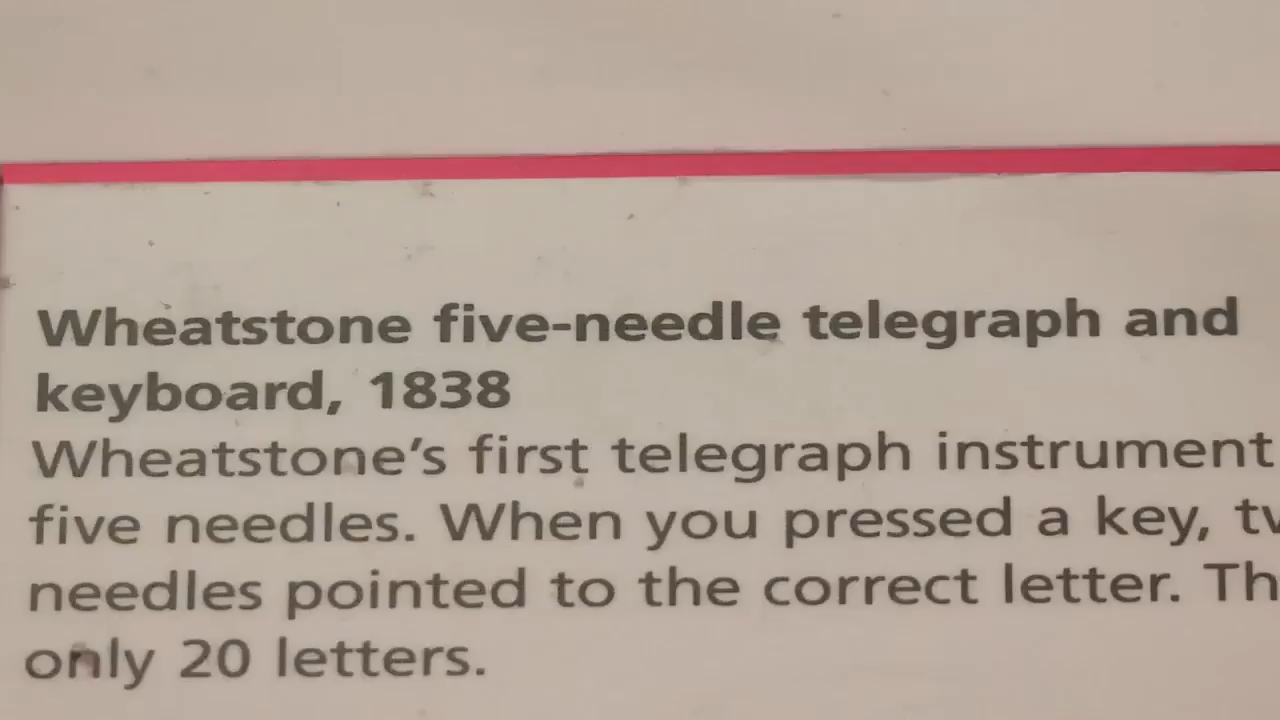 Wheatstone five-needle telegraph and
keyboard, 1838
Wheatstone's first telegraph instrument
five needles. When you pressed a key,
needles pointed to the correct letter.
only 20 letters.